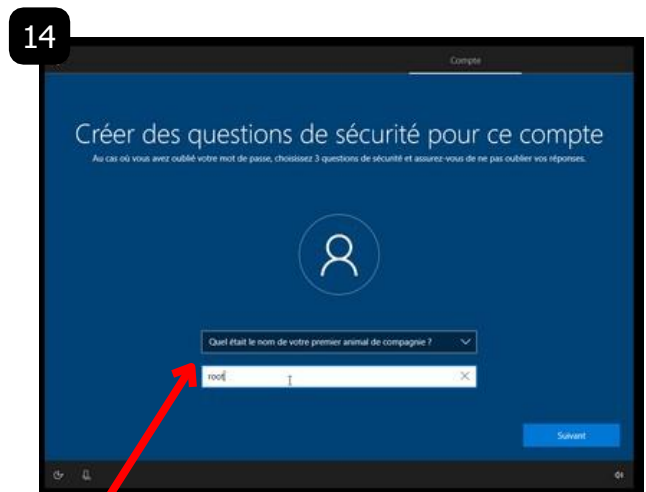 14
Compte
Créer des questions de sécurité pour ce compte
Au cas où vous avez oublié votre mot de passe, choisissez 3 questions de sécurité et assurez-vous de ne pas oublier vos réponses.
Quel était le nom de votre premier animal de compagnie ?
root
Suivant